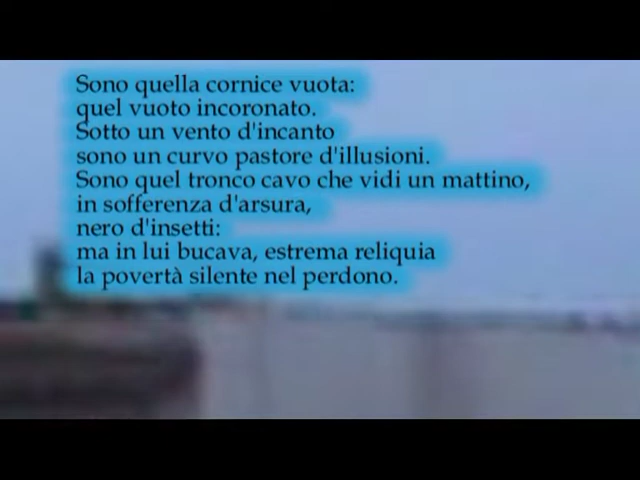 Sono quella cornice vuota:
quel vuoto incoronato.
Sotto un vento d'incanto
sono un curvo pastore d'illusioni.
Sono quel tronco cavo che vidi un mattino,
in sofferenza d'arsura,
nero d'insetti:
ma in lui bucava, estrema reliquia
la povertà silente nel perdono.